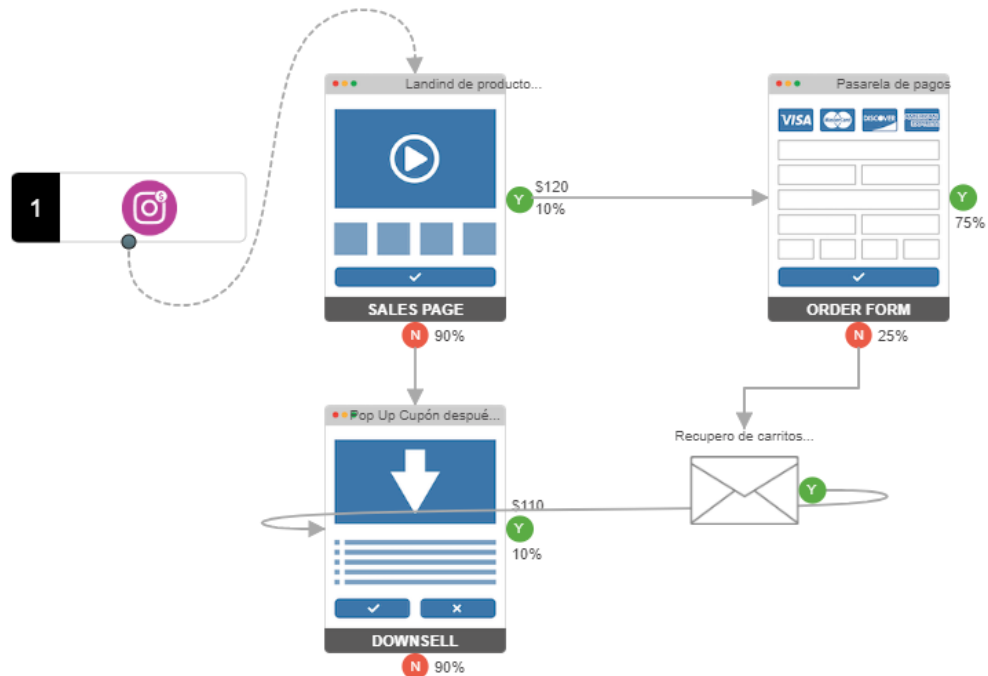 Landind de producto...
Pasarela de pagos
VISA
MasterCard
DISCOVER
1
Y
$120
10%
Y
75%
SALES PAGE
ORDER FORM
N 90%
N 25%
Pop Up Cupón despué...
Recupero de carritos...
Y
$110
Y
10%
DOWNSELL
N 90%